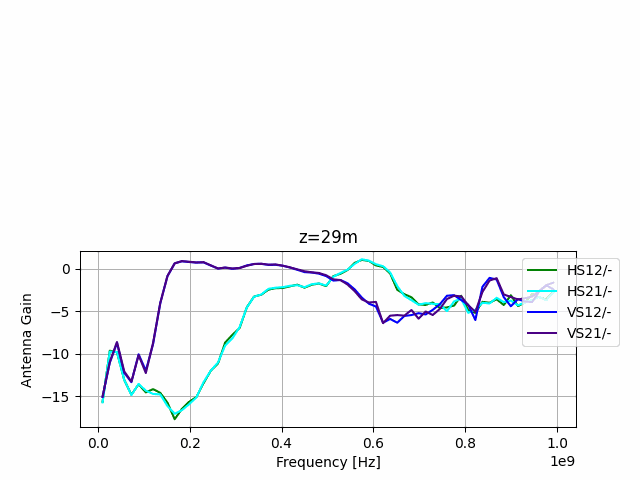 z=29m
Antenna Gain
0
−5
−10
−15
HS12/-
HS21/-
VS12/-
VS21/-
0.0 0.2 0.4 0.6 0.8 1.0
1e9
Frequency [Hz]